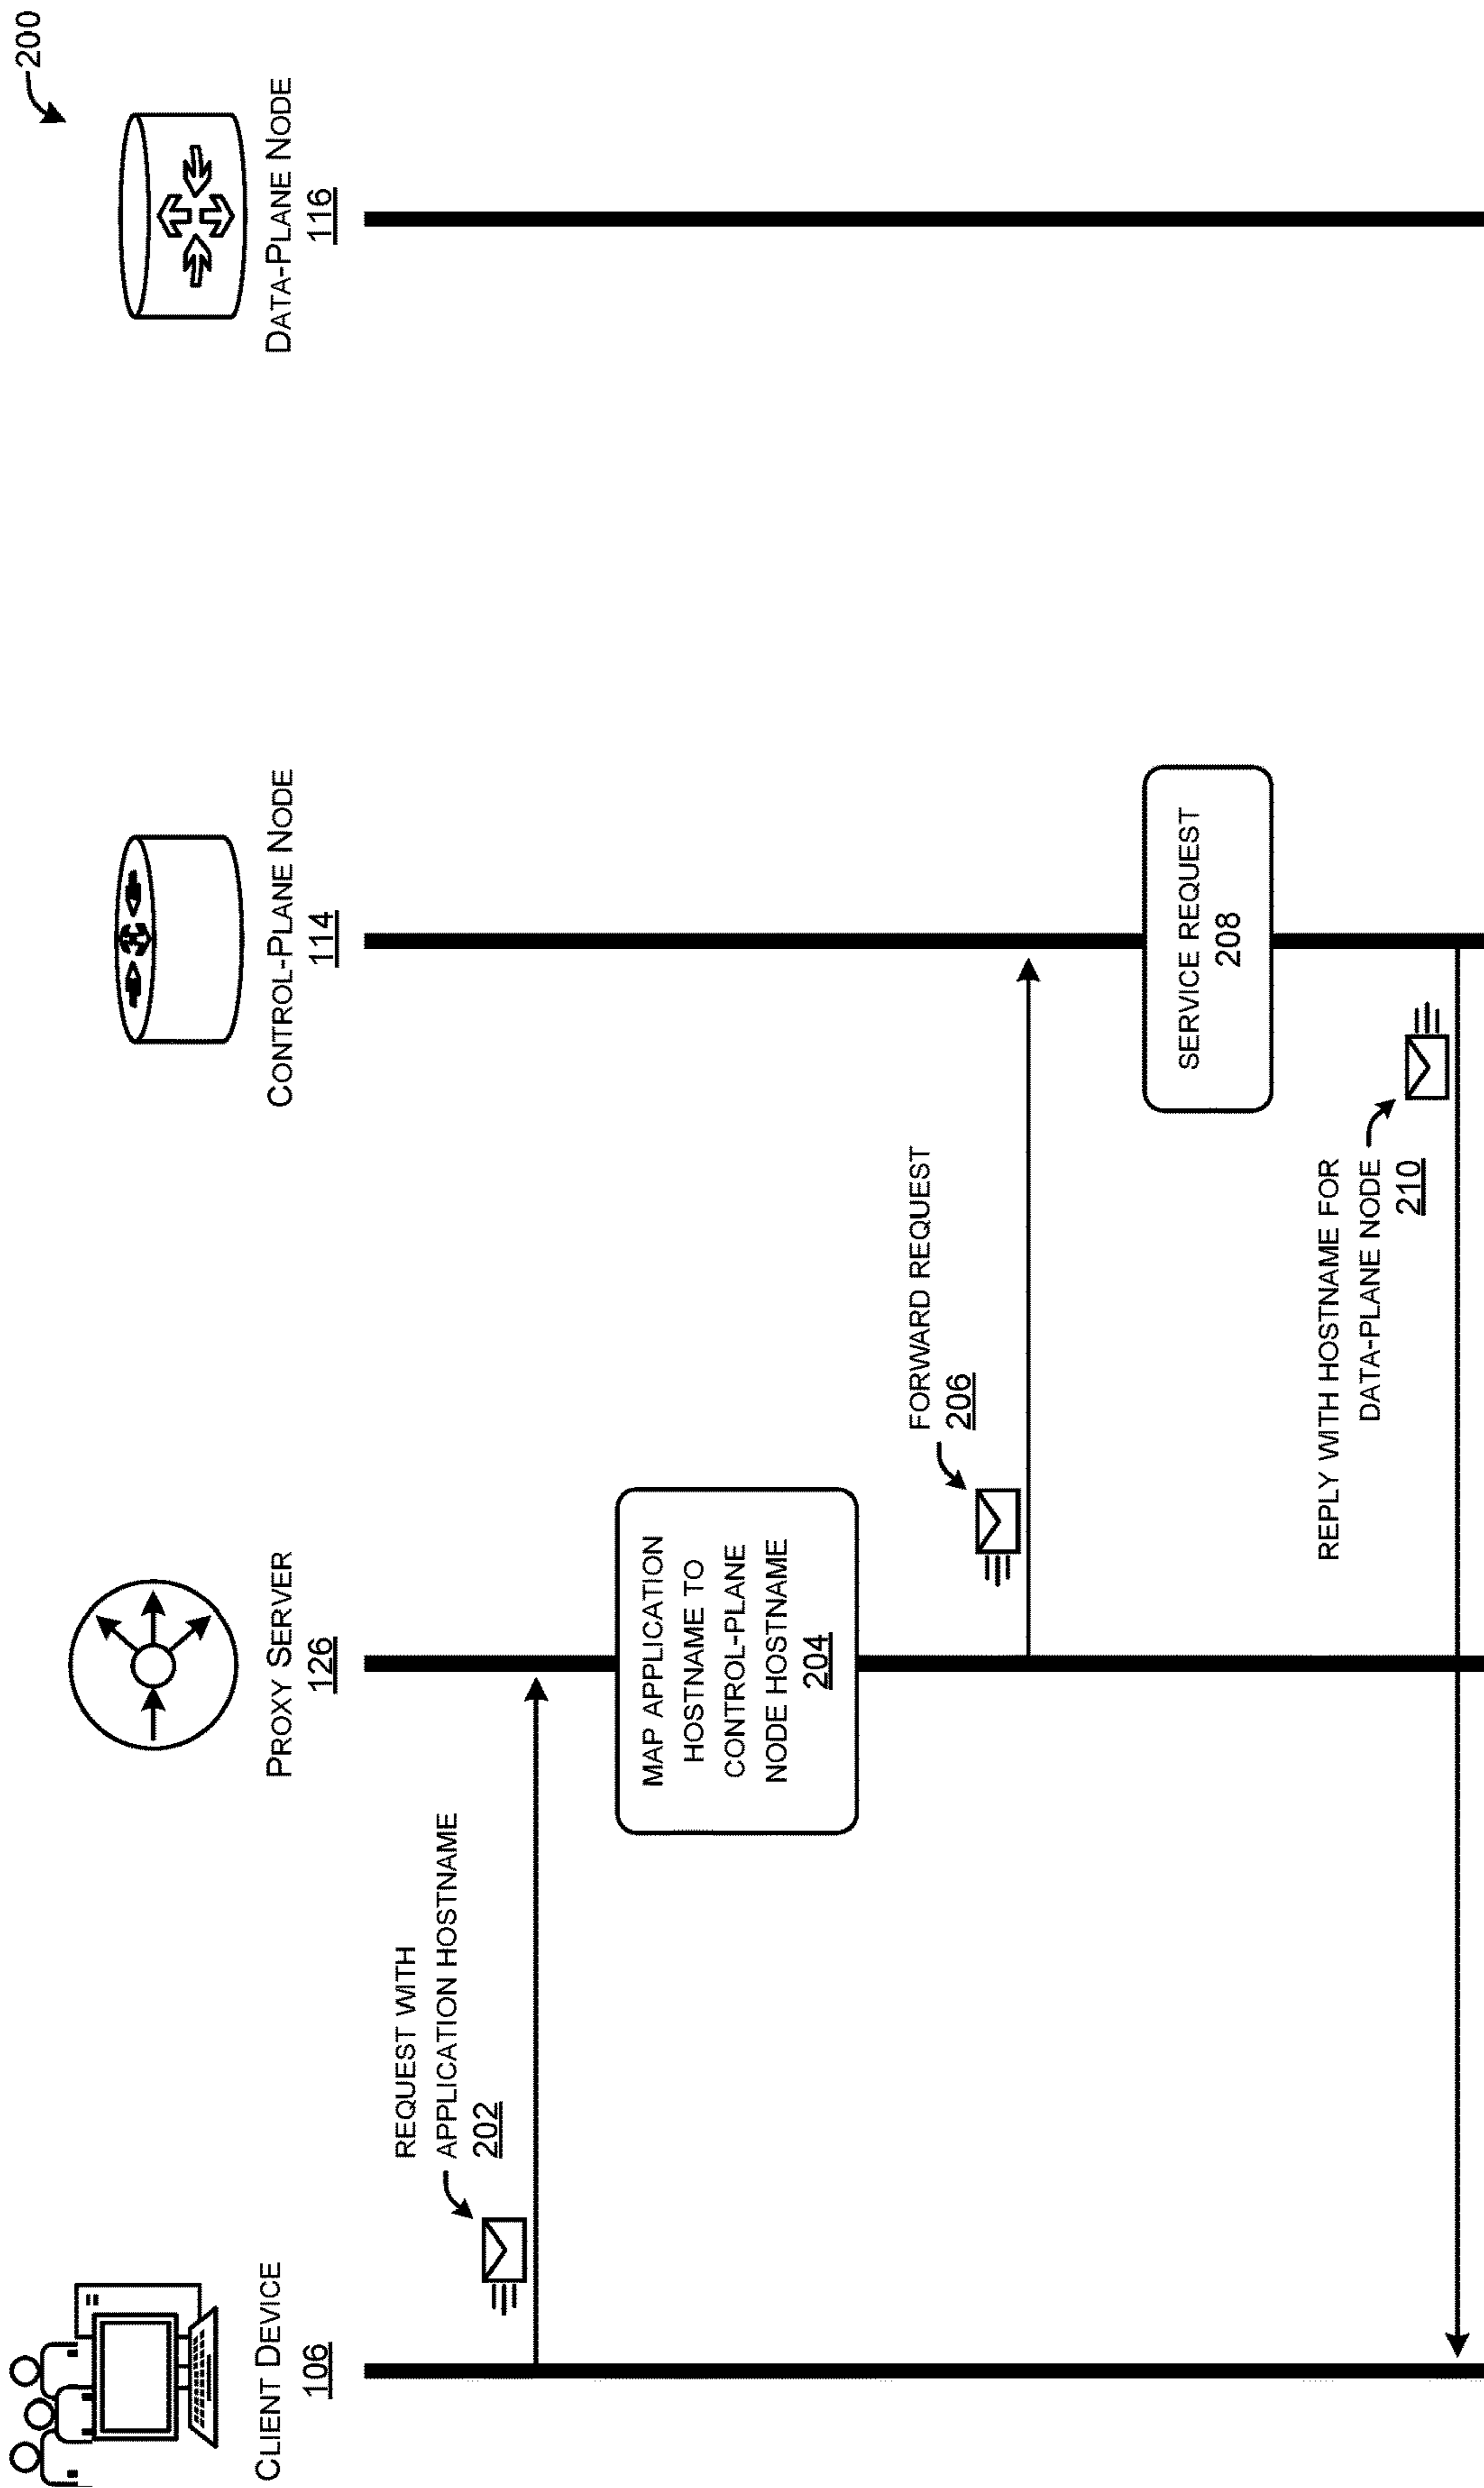 200
CLIENT DEVICE
106
PROXY SERVER
126
CONTROL-PLANE NODE
114
DATA-PLANE NODE
116
REQUEST WITH
APPLICATION HOSTNAME
202
MAP APPLICATION
HOSTNAME TO
CONTROL-PLANE
NODE HOSTNAME
204
FORWARD REQUEST
206
SERVICE REQUEST
208
REPLY WITH HOSTNAME FOR
DATA-PLANE NODE
210